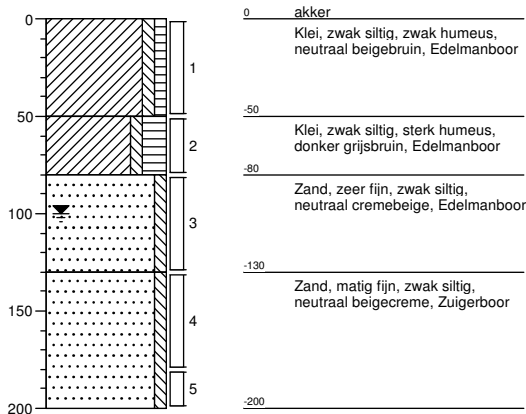 0
50
100
150
200
1
2
3
4
5
0 akker
Klei, zwak siltig, zwak humeus,
neutraal beigebruin, Edelmanboor
-50
Klei, zwak siltig, sterk humeus,
donker grijsbruin, Edelmanboor
-80
Zand, zeer fijn, zwak siltig,
neutraal cremebeige, Edelmanboor
-130
Zand, matig fijn, zwak siltig,
neutraal beigecreme, Zuigerboor
-200